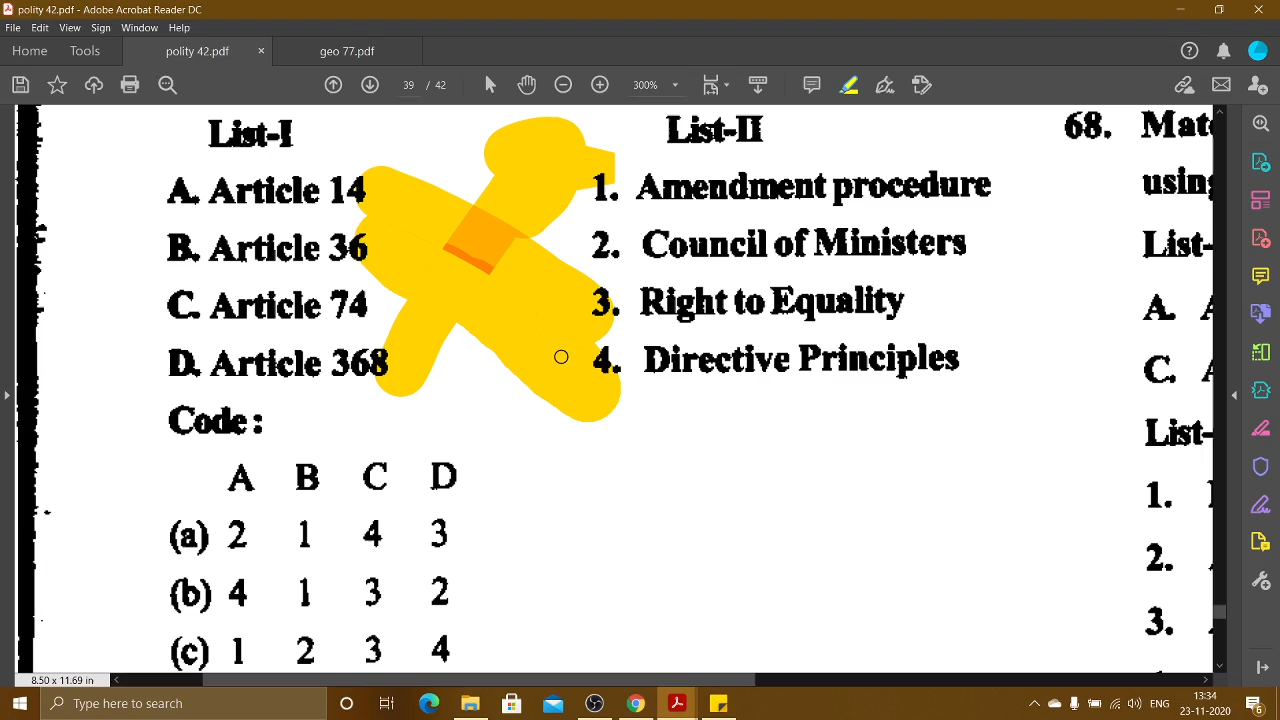 polity 42.pdf - Adobe Acrobat Reader DC
File Edit View Sign Window Help
Home Tools polity 42.pdf × geo 77.pdf
39 / 42 300%
List-I List-II
A. Article 14 1. Amendment procedure
B. Article 36 2. Council of Ministers
C. Article 74 3. Right to Equality
D. Article 368 4. Directive Principles
Code :
A B C D
(a) 2 1 4 3
(b) 4 1 3 2
(c) 1 2 3 4
68.
using
List-
A.
C.
List-
1.
2.
3.
8.50 x 11.69 in
Type here to search
ENG
13:34
23-11-2020
6